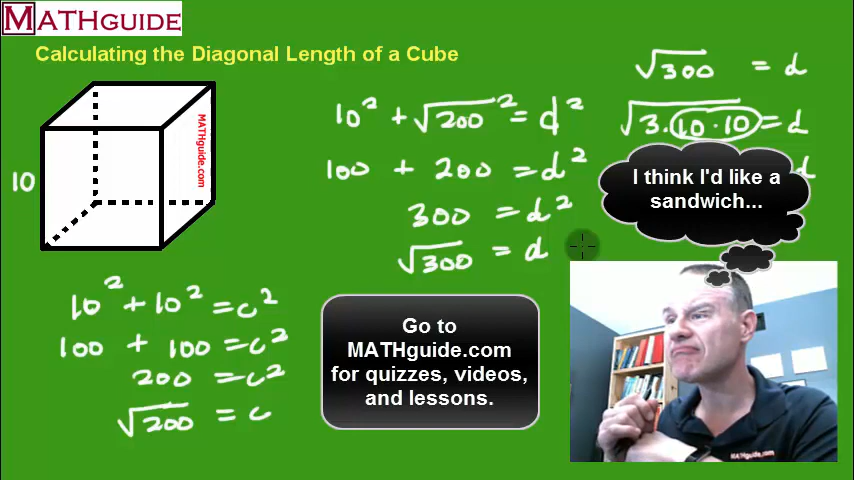 MATHGUIDE
Calculating the Diagonal Length of a Cube
10
MATHguide.com
10² + 10² = c²
100 + 100 = c²
200 = c²
√200 = c
10² + √200² = d²
100 + 200 = d²
300 = d²
√300 = d
√300 = d
√3·10·10 = d
d
I think I'd like a
sandwich...
Go to
MATHguide.com
for quizzes, videos,
and lessons.
MATHguide.com